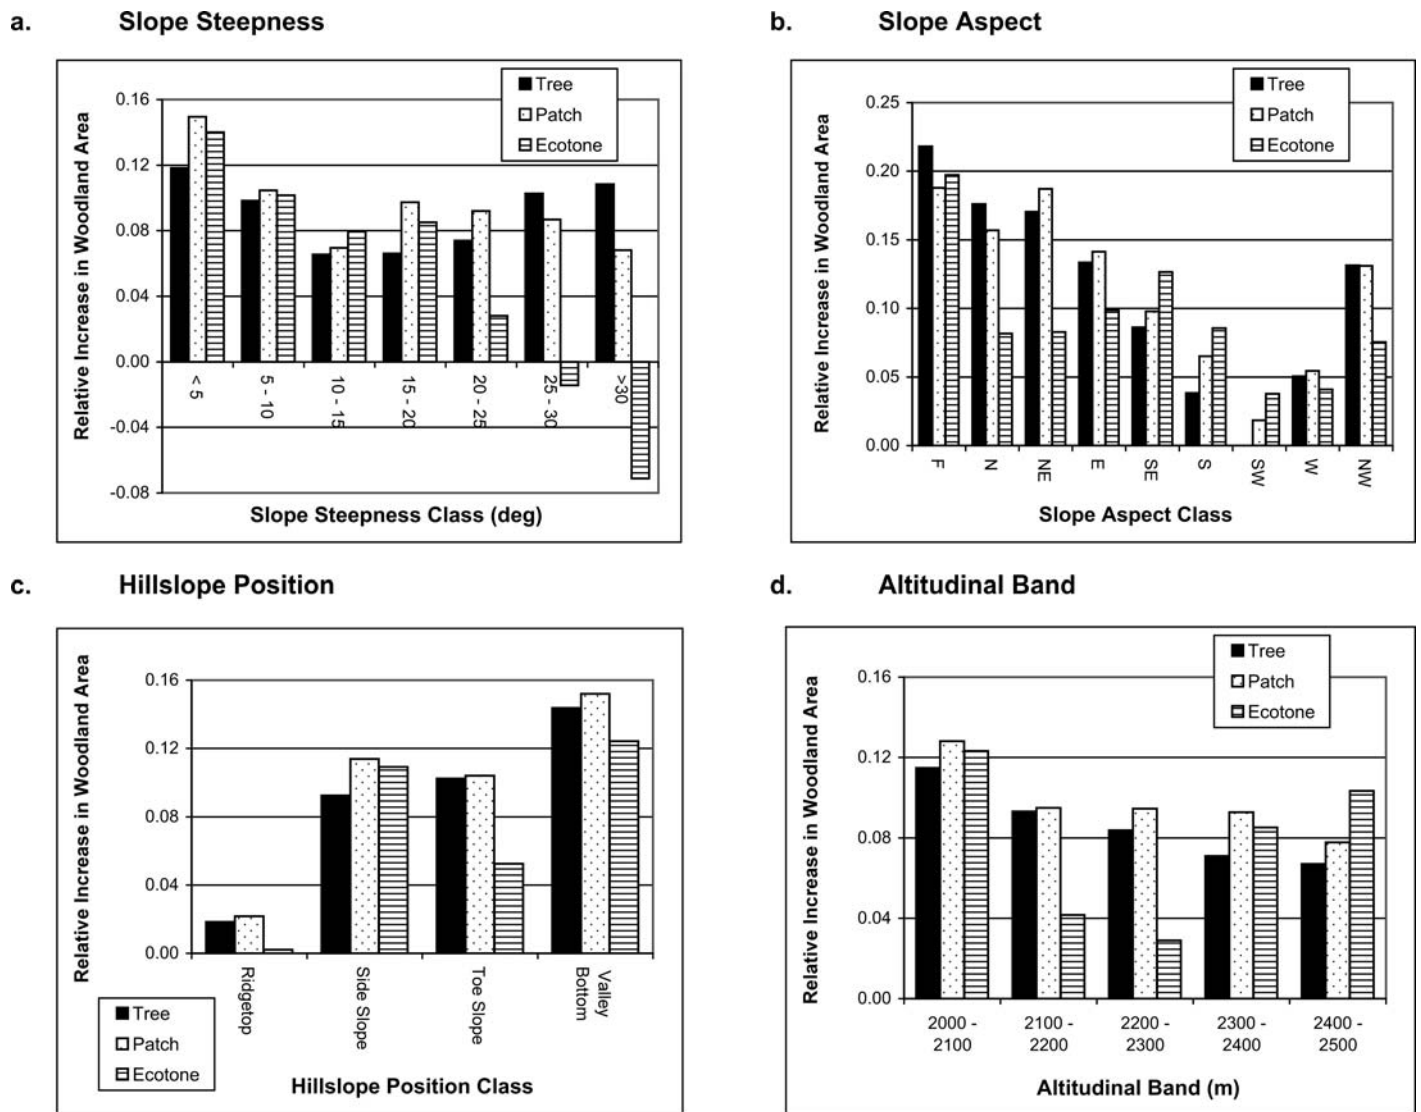 a. Slope Steepness
Tree
Patch
Ecotone
Relative Increase in Woodland Area
0.16
0.12
0.08
0.04
0.00
-0.04
-0.08
< 5
5 - 10
10 - 15
15 - 20
20 - 25
25 - 30
>30
Slope Steepness Class (deg)
b. Slope Aspect
Tree
Patch
Ecotone
Relative Increase in Woodland Area
0.25
0.20
0.15
0.10
0.05
0.00
F
N
NE
E
SE
S
SW
W
NW
Slope Aspect Class
c. Hillslope Position
Relative Increase in Woodland Area
0.16
0.12
0.08
0.04
0.00
Ridgetop
Side Slope
Toe Slope
Valley
Bottom
Tree
Patch
Ecotone
Hillslope Position Class
d. Altitudinal Band
Tree
Patch
Ecotone
Relative Increase in Woodland Area
0.16
0.12
0.08
0.04
0.00
2000 -
2100
2100 -
2200
2200 -
2300
2300 -
2400
2400 -
2500
Altitudinal Band (m)